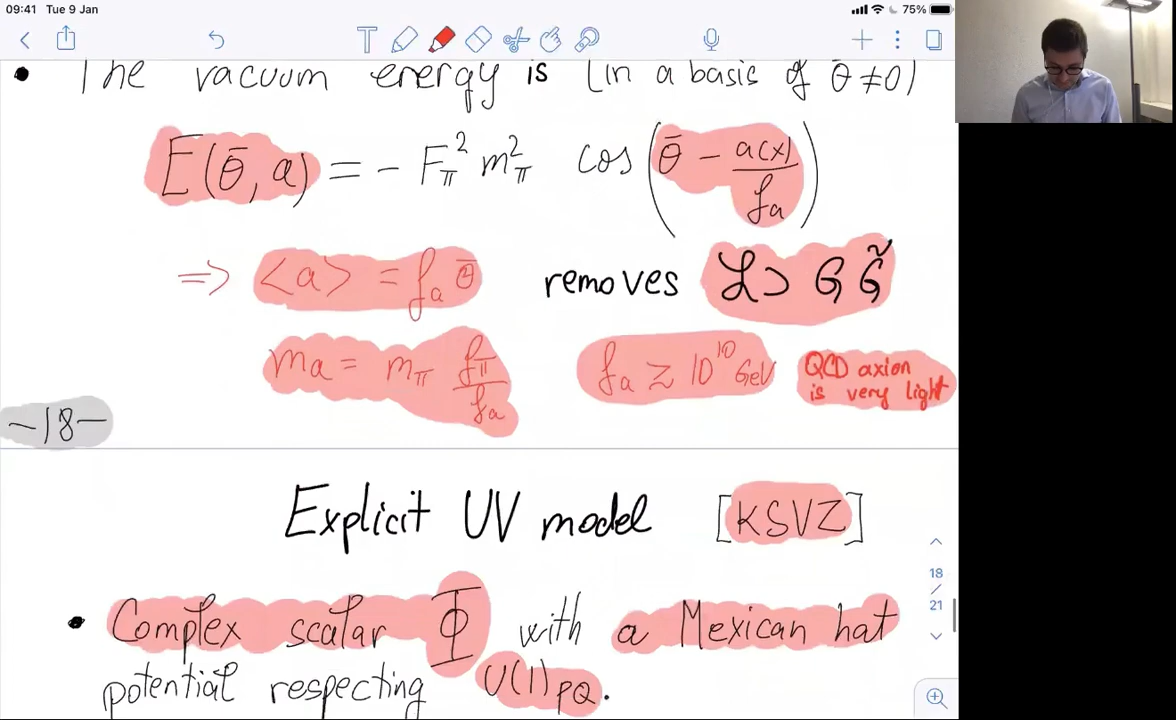 09:41 Tue 9 Jan 75%
• The vacuum energy is (in a basis of θ̄ ≠ 0)
E(θ̄, a) = − F_π² m_π² cos(θ̄ − a(x)/f_a)
=> <a> = f_a θ̄ removes ℒ ⊃ G G̃
m_a = m_π f_π/f_a f_a ≳ 10¹⁰ GeV QCD axion
is very light
−18−
Explicit UV model [KSVZ]
• Complex scalar Φ with a Mexican hat
potential respecting U(1)_PQ.
18
/
21